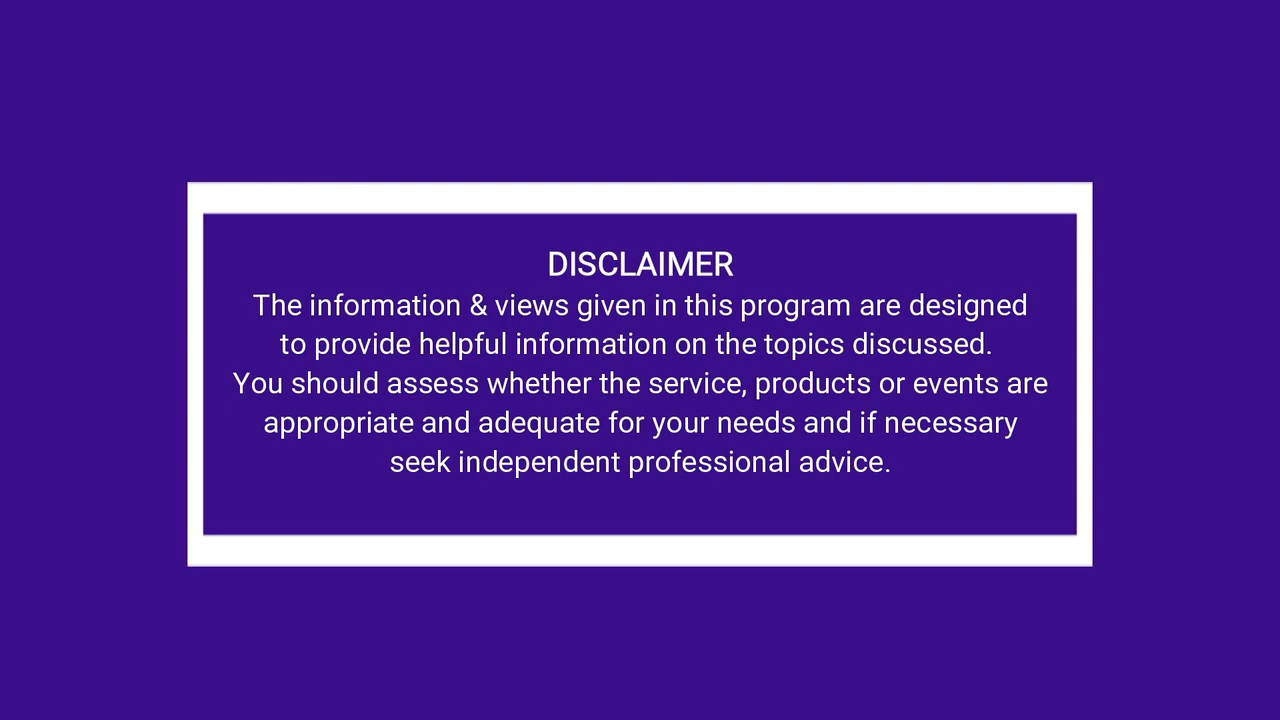 DISCLAIMER
The information & views given in this program are designed
to provide helpful information on the topics discussed.
You should assess whether the service, products or events are
appropriate and adequate for your needs and if necessary
seek independent professional advice.